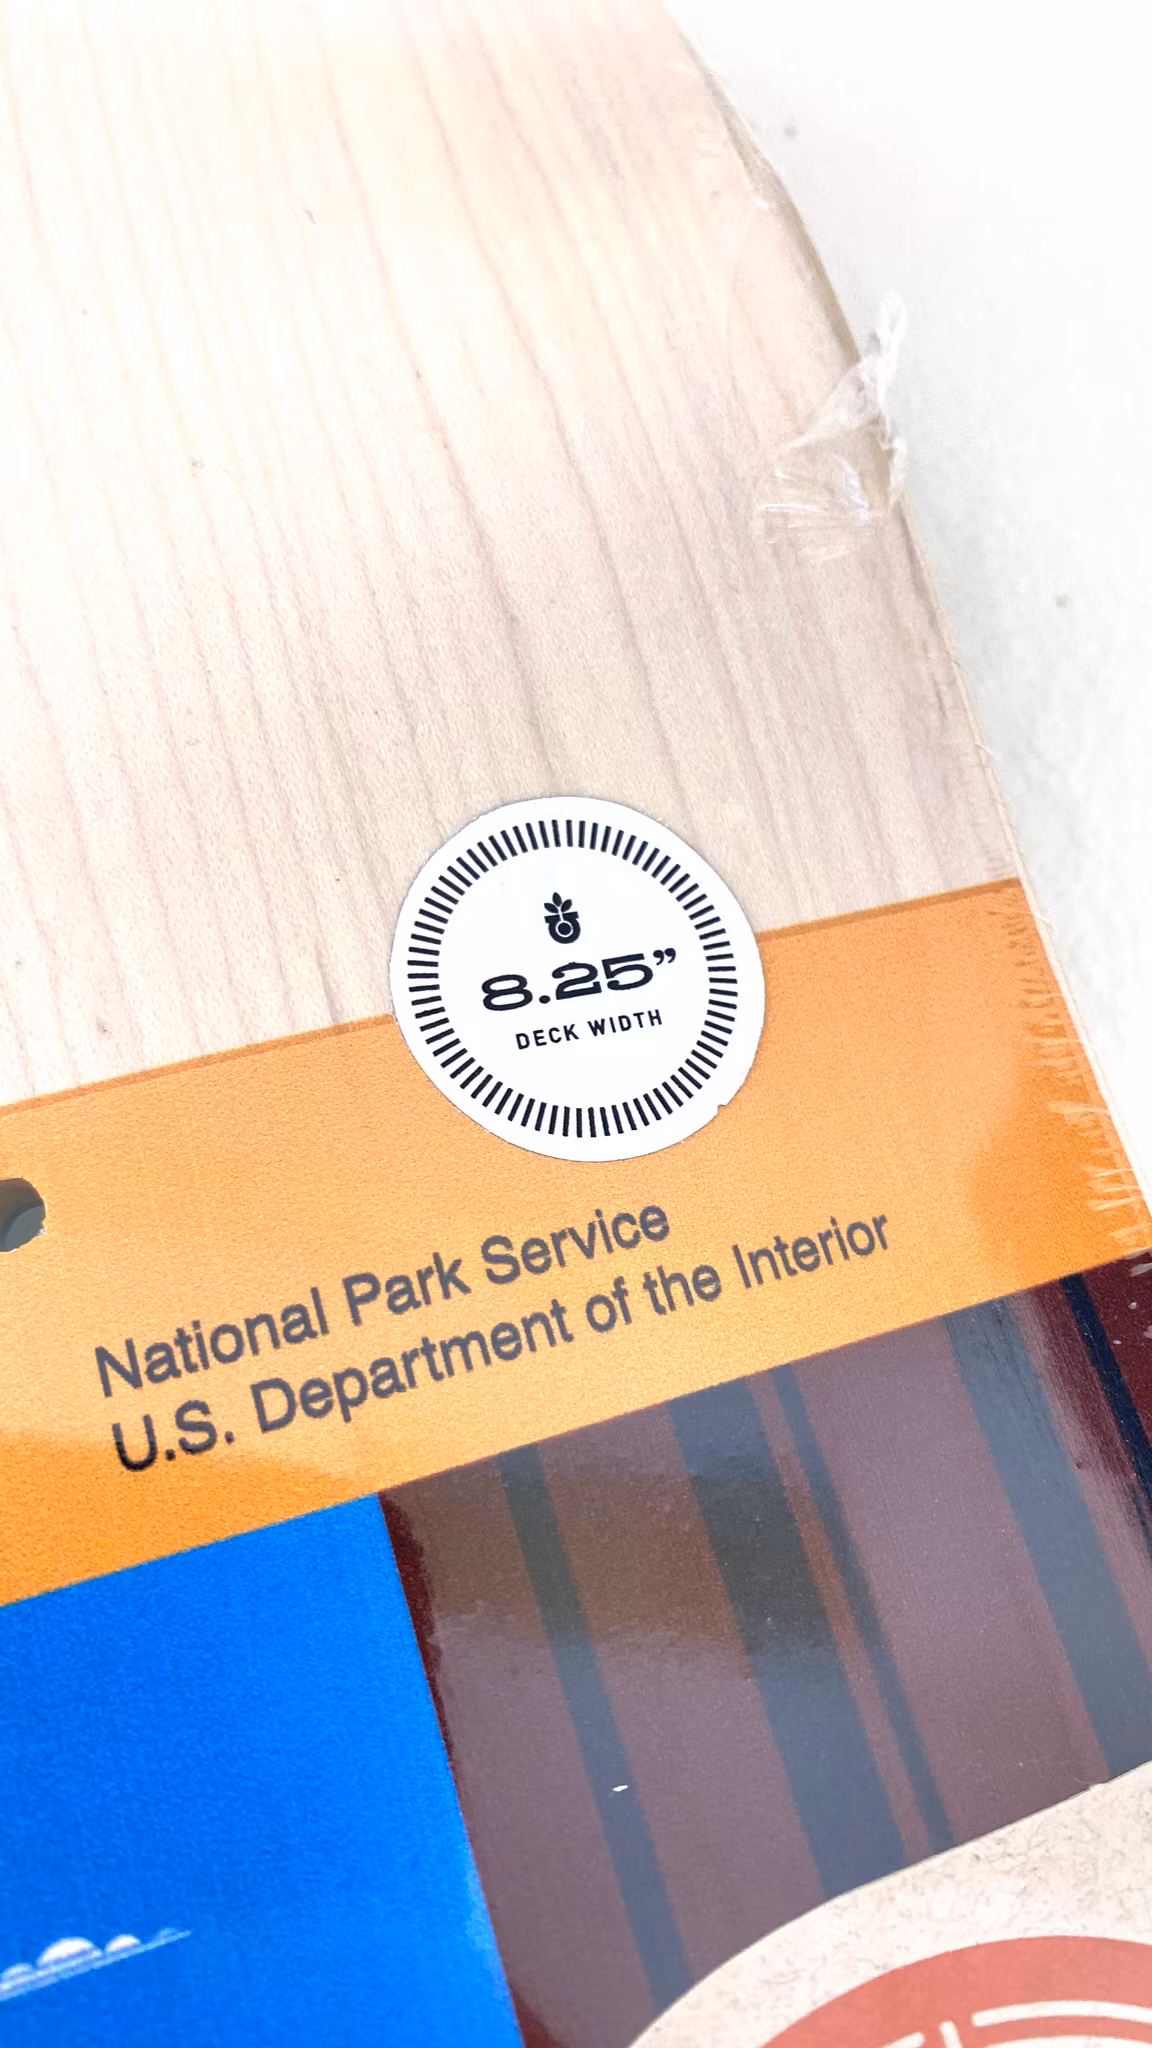 8.25”
DECK WIDTH
National Park Service
U.S. Department of the Interior